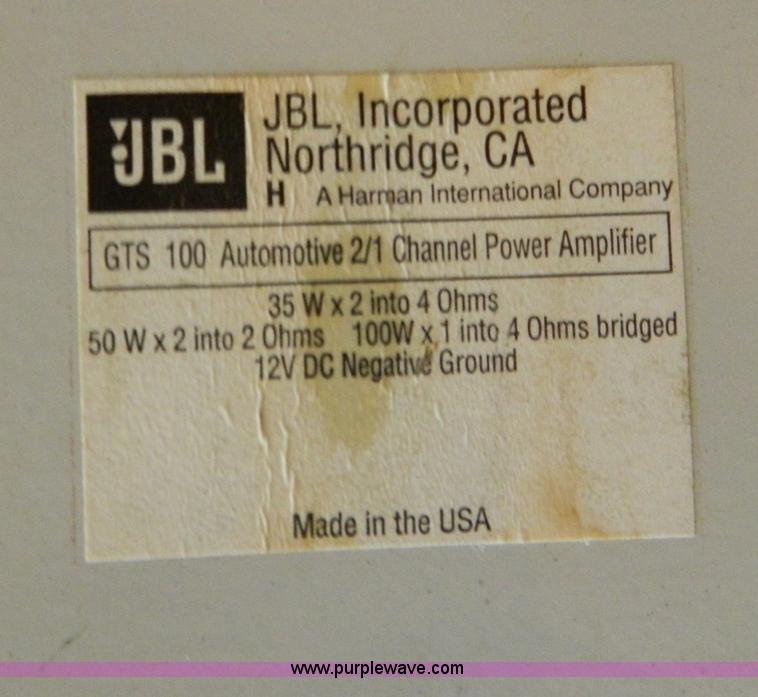 JBL
JBL, Incorporated
Northridge, CA
H A Harman International Company
GTS 100 Automotive 2/1 Channel Power Amplifier
35 W x 2 into 4 Ohms
50 W x 2 into 2 Ohms 100W x 1 into 4 Ohms bridged
12V DC Negative Ground
Made in the USA
www.purplewave.com